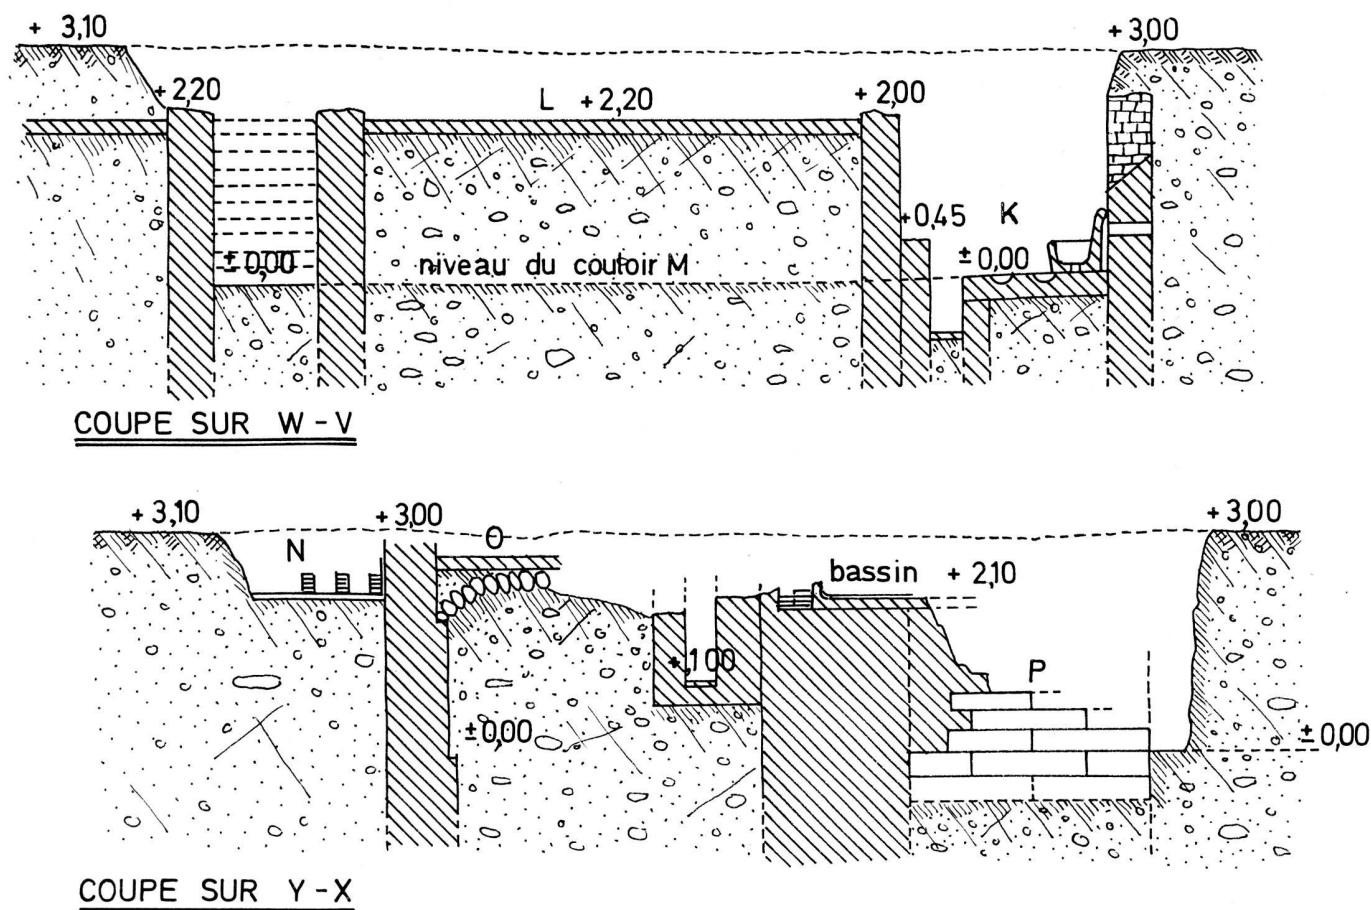 + 3,10
+ 3,00
+ 2,20
L + 2,20
+ 2,00
+ 0,45
K
± 0,00
niveau du couloir M
± 0,00
COUPE SUR W - V
+ 3,10
+ 3,00
+ 3,00
N
O
bassin + 2,10
+ 1,00
P
± 0,00
± 0,00
COUPE SUR Y - X